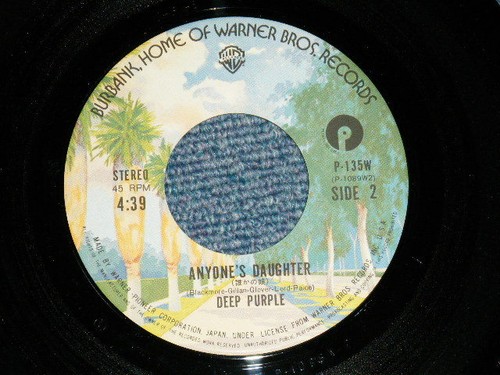 BURBANK, HOME OF WARNER BROS. RECORDS
STEREO
45 RPM
4:39
P
P-135W
(P-1089W2)
SIDE 2
ANYONE'S DAUGHTER
(誰かの娘)
(Blackmore-Gillan-Glover-Lord-Paice)
DEEP PURPLE
MADE BY WARNER-PIONEER CORPORATION, JAPAN, UNDER LICENSE FROM WARNER BROS. RECORDS INC. U.S.A.